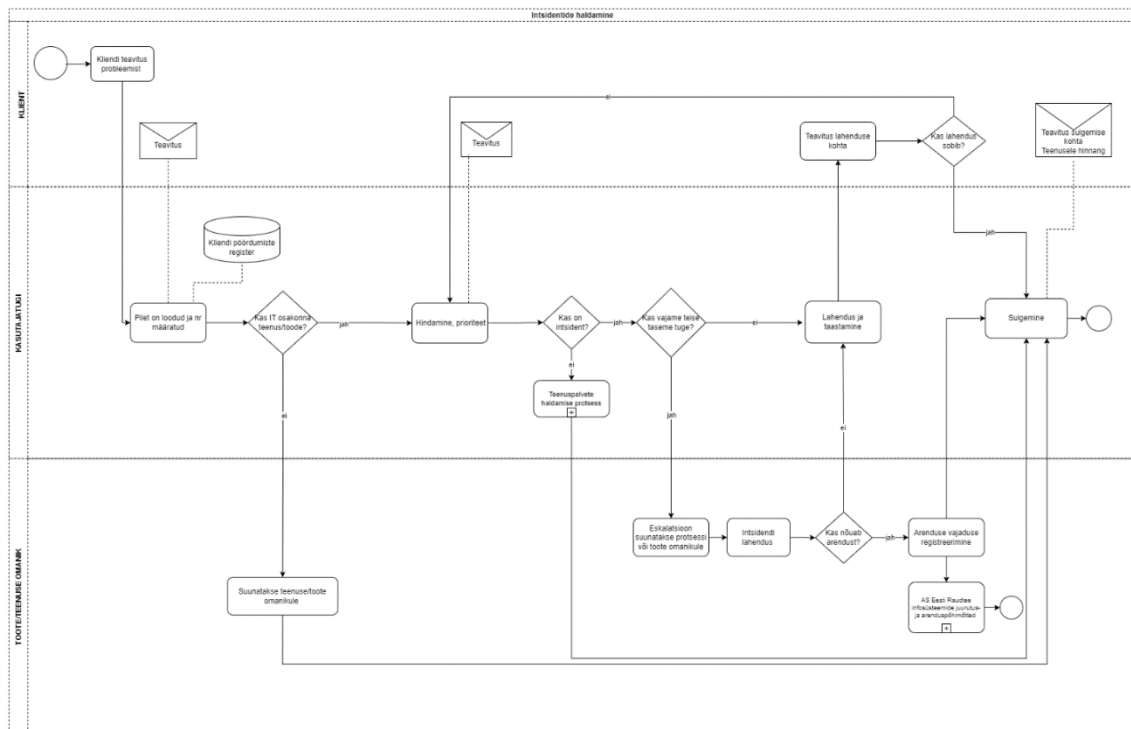 Intsidentide haldamine
KLIENT
Kliendi teavitus
probleemist
ei
Teavitus
Teavitus
Teavitus lahenduse
kohta
Kas lahendus
sobib?
Teavitus sulgemise
kohta
Teenusele hinnang
jah
KASUTAJATUGI
Kliendi pöördumiste
register
Pilet on loodud ja nr
määratud
Kas IT osakonna
teenus/toode?
jah
Hindamine, prioriteet
Kas on
intsident?
jah
Kas vajame teise
taseme tuge?
ei
Lahendus ja
taastamine
Sulgemine
ei
Teenuspalvete
haldamise protsess
ei
jah
ei
TOOTE/TEENUSE OMANIK
Eskalatsioon
suunatakse protsessi
või toote omanikule
Intsidendi
lahendus
Kas nõuab
arendust?
jah
Arenduse vajaduse
registreerimine
Suunatakse teenuse/toote
omanikule
AS Eesti Raudtee
infosüsteemide juurutus-
ja arenduspõhimõtted